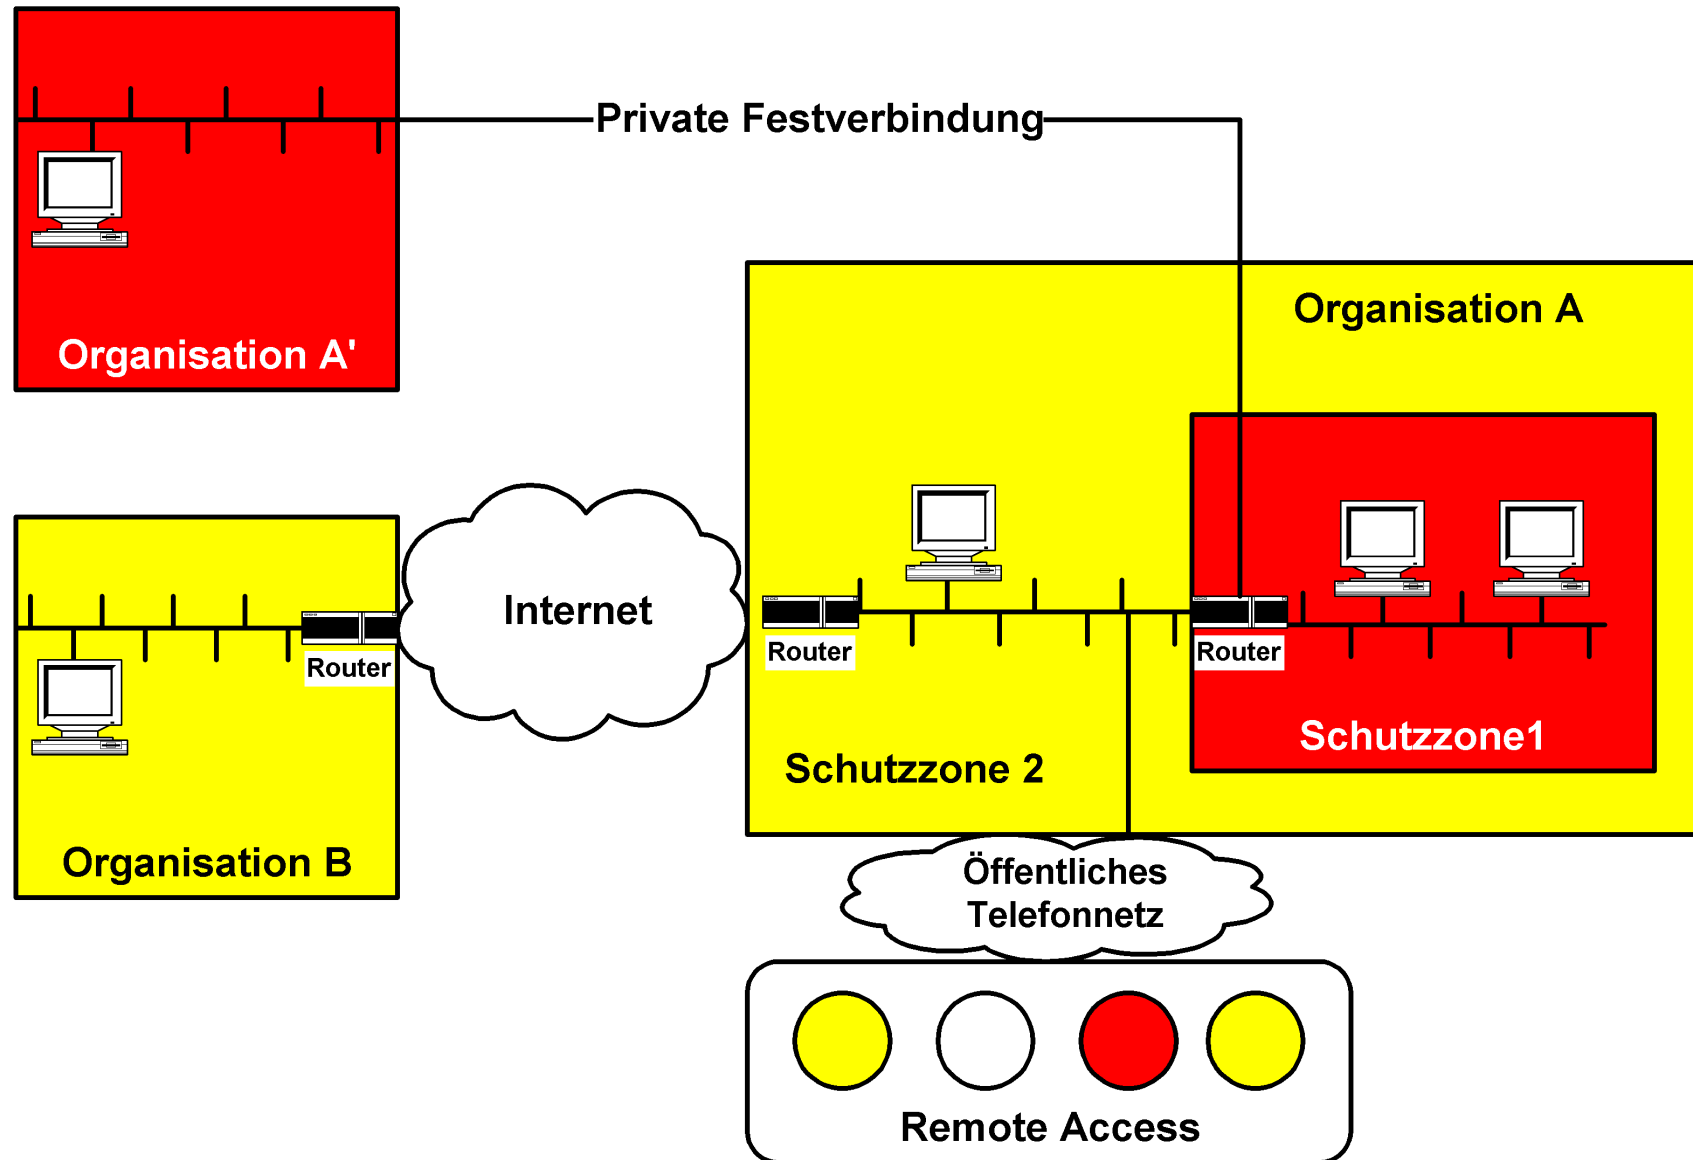 Private Festverbindung
Organisation A'
Organisation A
Internet
Router
Router
Router
Schutzzone1
Schutzzone 2
Organisation B
Öffentliches
Telefonnetz
Remote Access